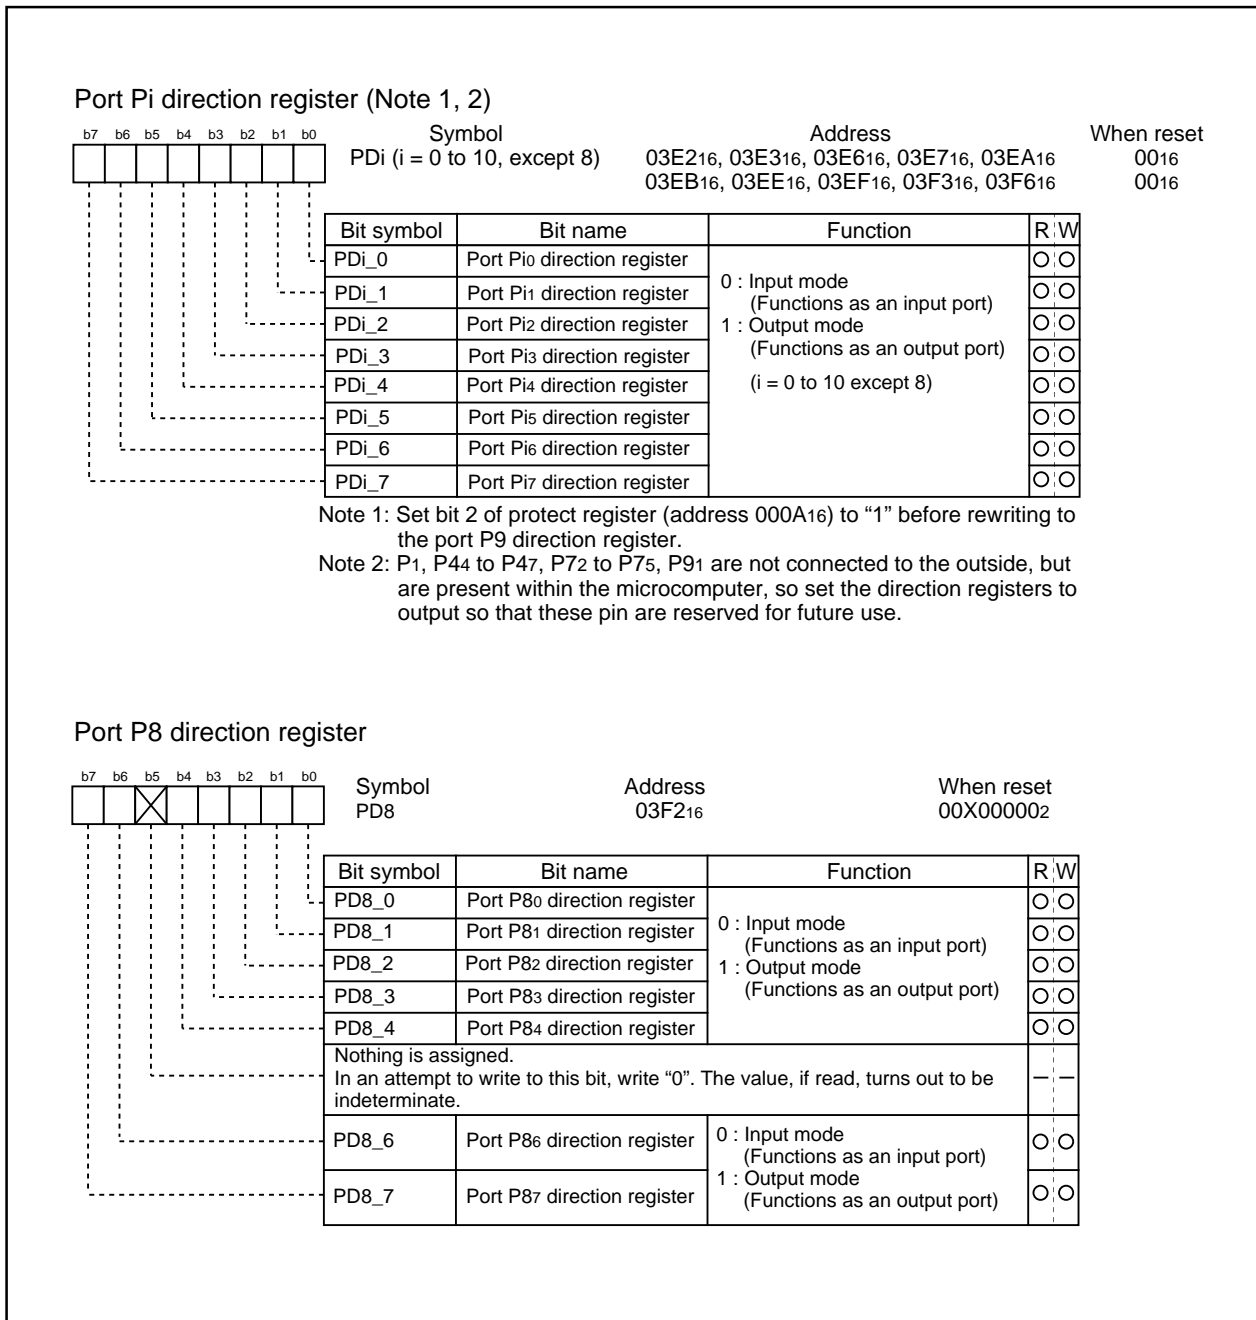 Port Pi direction register (Note 1, 2)
b7 b6 b5 b4 b3 b2 b1 b0
Symbol Address When reset
PDi (i = 0 to 10, except 8) 03E216, 03E316, 03E616, 03E716, 03EA16 0016
03EB16, 03EE16, 03EF16, 03F316, 03F616 0016
Bit symbol Bit name Function R W
PDi_0 Port Pi0 direction register
PDi_1 Port Pi1 direction register
PDi_2 Port Pi2 direction register
PDi_3 Port Pi3 direction register
PDi_4 Port Pi4 direction register
PDi_5 Port Pi5 direction register
PDi_6 Port Pi6 direction register
PDi_7 Port Pi7 direction register
0 : Input mode
(Functions as an input port)
1 : Output mode
(Functions as an output port)
(i = 0 to 10 except 8)
Note 1: Set bit 2 of protect register (address 000A16) to “1” before rewriting to
the port P9 direction register.
Note 2: P1, P44 to P47, P72 to P75, P91 are not connected to the outside, but
are present within the microcomputer, so set the direction registers to
output so that these pin are reserved for future use.
Port P8 direction register
b7 b6 b5 b4 b3 b2 b1 b0
Symbol Address When reset
PD8 03F216 00X000002
Bit symbol Bit name Function R W
PD8_0 Port P80 direction register
PD8_1 Port P81 direction register
PD8_2 Port P82 direction register
PD8_3 Port P83 direction register
PD8_4 Port P84 direction register
0 : Input mode
(Functions as an input port)
1 : Output mode
(Functions as an output port)
Nothing is assigned.
In an attempt to write to this bit, write “0”. The value, if read, turns out to be
indeterminate.
PD8_6 Port P86 direction register
PD8_7 Port P87 direction register
0 : Input mode
(Functions as an input port)
1 : Output mode
(Functions as an output port)